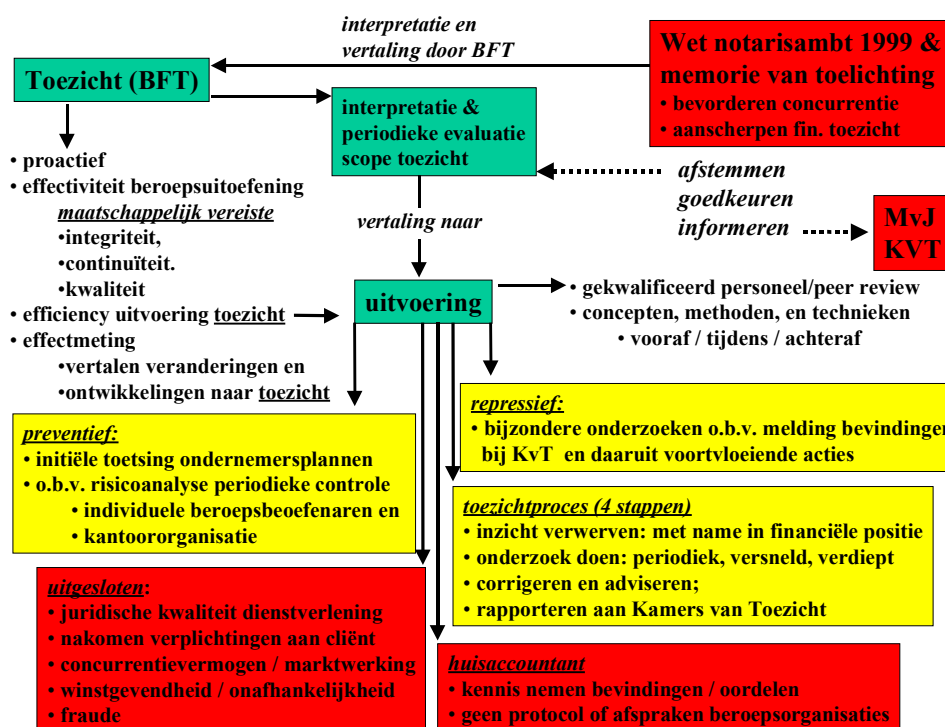 interpretatie en
vertaling door BFT
Wet notarisambt 1999 &
memorie van toelichting
• bevorderen concurrentie
• aanscherpen fin. toezicht
Toezicht (BFT)
interpretatie &
periodieke evaluatie
scope toezicht
• proactief
• effectiviteit beroepsuitoefening
maatschappelijk vereiste
•integriteit,
•continuïteit.
•kwaliteit
• efficiency uitvoering toezicht
• effectmeting
•vertalen veranderingen en
•ontwikkelingen naar toezicht
afstemmen
goedkeuren
informeren
MvJ
KVT
vertaling naar
uitvoering
• gekwalificeerd personeel/peer review
• concepten, methoden, en technieken
• vooraf / tijdens / achteraf
preventief:
• initiële toetsing ondernemersplannen
• o.b.v. risicoanalyse periodieke controle
• individuele beroepsbeoefenaren en
• kantoororganisatie
repressief:
• bijzondere onderzoeken o.b.v. melding bevindingen
bij KvT en daaruit voortvloeiende acties
toezichtproces (4 stappen)
• inzicht verwerven: met name in financiële positie
• onderzoek doen: periodiek, versneld, verdiept
• corrigeren en adviseren;
• rapporteren aan Kamers van Toezicht
uitgesloten:
• juridische kwaliteit dienstverlening
• nakomen verplichtingen aan cliënt
• concurrentievermogen / marktwerking
• winstgevendheid / onafhankelijkheid
• fraude
huisaccountant
• kennis nemen bevindingen / oordelen
• geen protocol of afspraken beroepsorganisaties